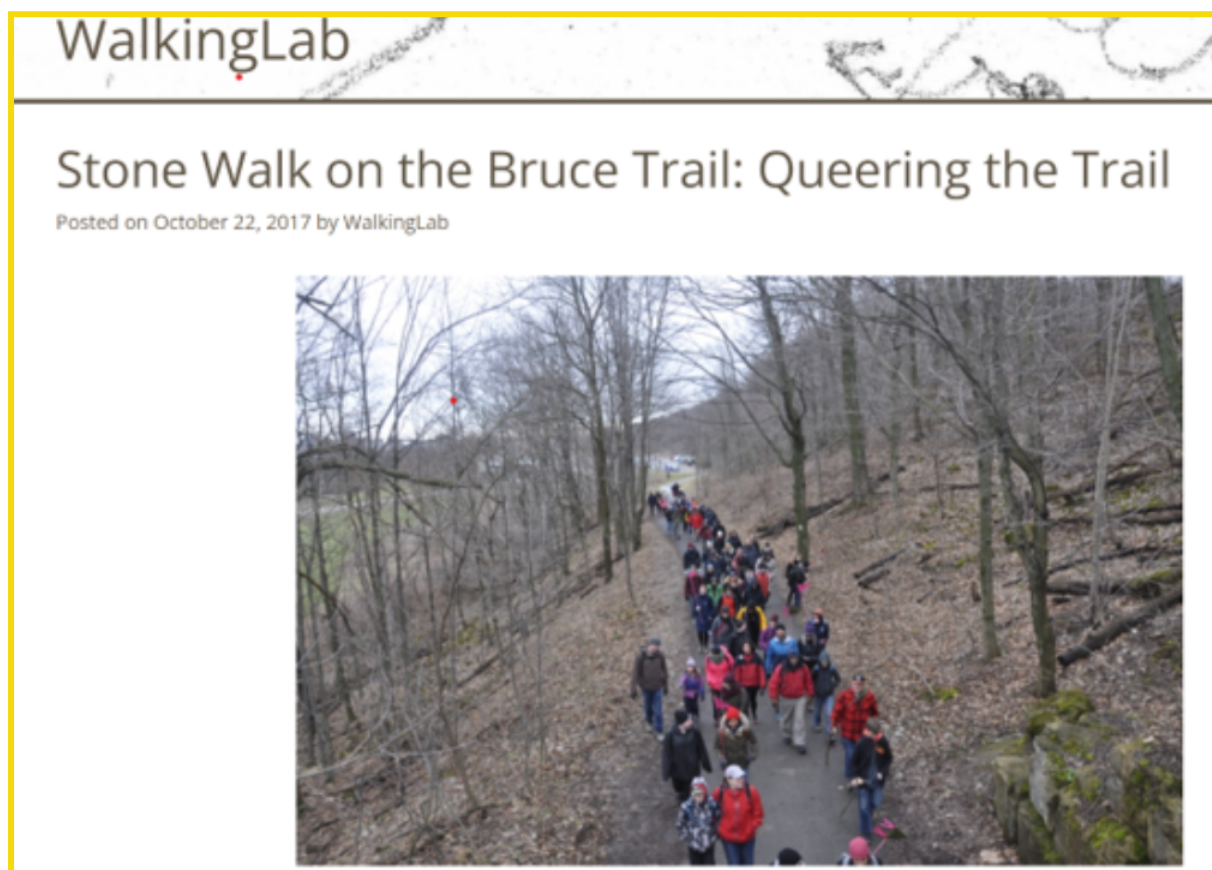 WalkingLab
Stone Walk on the Bruce Trail: Queering the Trail
Posted on October 22, 2017 by WalkingLab